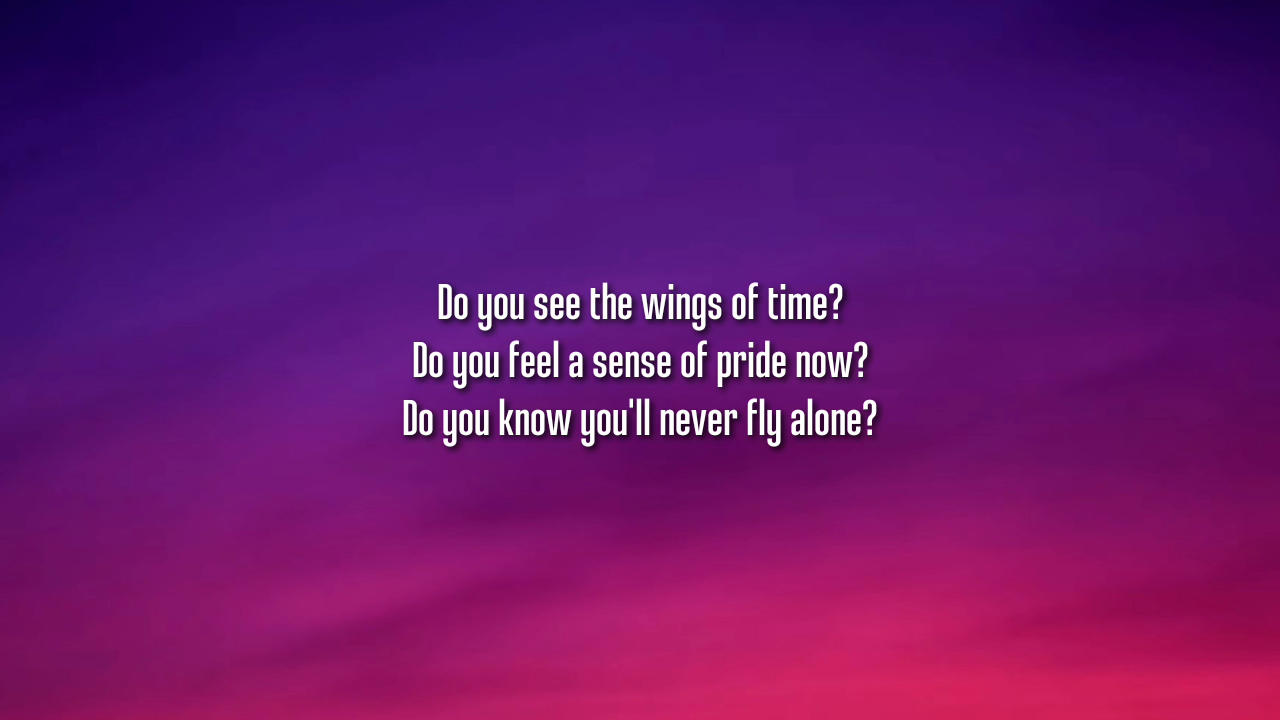 Do you see the wings of time?
Do you feel a sense of pride now?
Do you know you'll never fly alone?